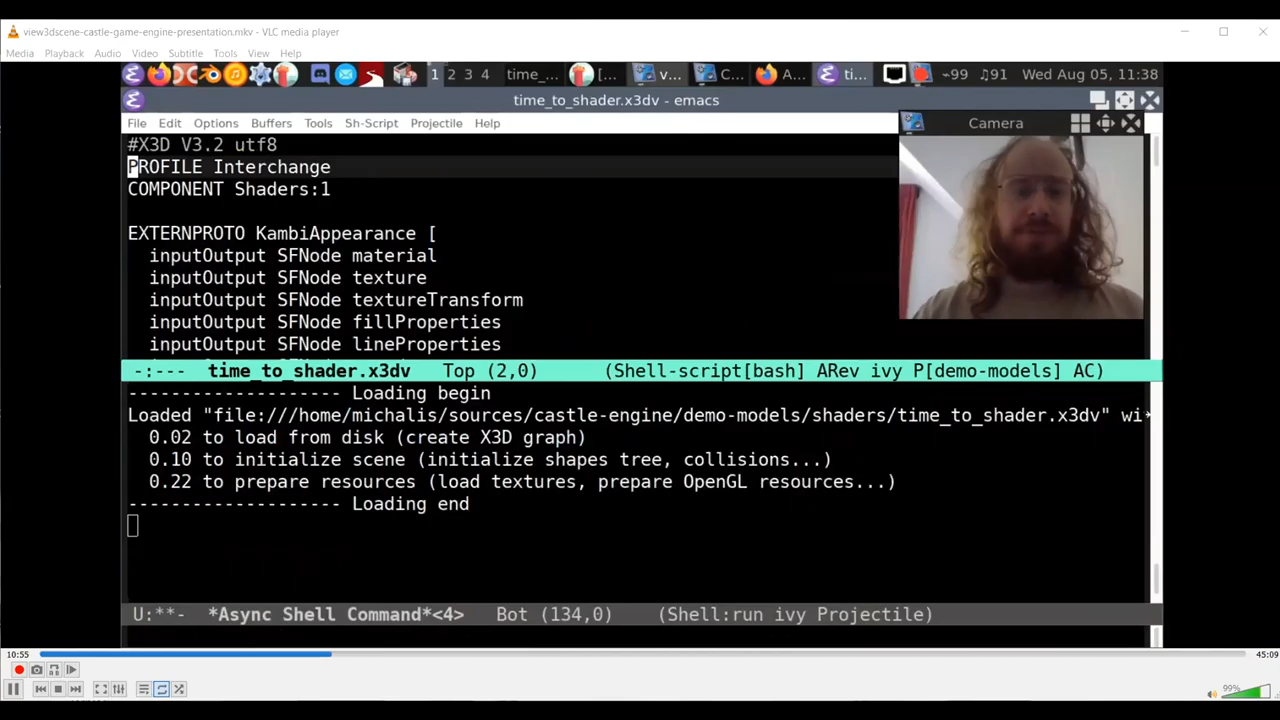 view3dscene-castle-game-engine-presentation.mkv - VLC media player
Media Playback Audio Video Subtitle Tools View Help
1 2 3 4 time_... [... v... C... A... ti... ~99 ♫91 Wed Aug 05, 11:38
time_to_shader.x3dv - emacs
File Edit Options Buffers Tools Sh-Script Projectile Help
Camera
#X3D V3.2 utf8
PROFILE Interchange
COMPONENT Shaders:1
EXTERNPROTO KambiAppearance [
inputOutput SFNode material
inputOutput SFNode texture
inputOutput SFNode textureTransform
inputOutput SFNode fillProperties
inputOutput SFNode lineProperties
-:--- time_to_shader.x3dv Top (2,0) (Shell-script[bash] ARev ivy P[demo-models] AC)
------------------- Loading begin
Loaded "file:///home/michalis/sources/castle-engine/demo-models/shaders/time_to_shader.x3dv" wi
0.02 to load from disk (create X3D graph)
0.10 to initialize scene (initialize shapes tree, collisions...)
0.22 to prepare resources (load textures, prepare OpenGL resources...)
------------------- Loading end
U:**- *Async Shell Command*<4> Bot (134,0) (Shell:run ivy Projectile)
10:55 45:09
99%